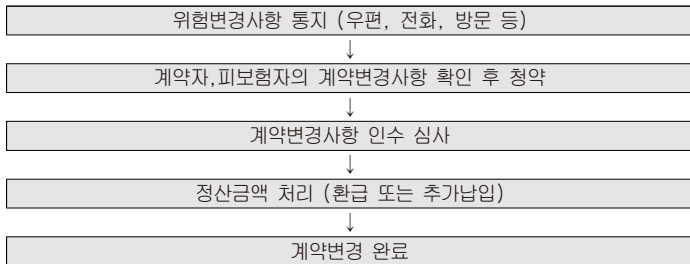 위험변경사항 통지 (우편, 전화, 방문 등)
↓
계약자,피보험자의 계약변경사항 확인 후 청약
↓
계약변경사항 인수 심사
↓
정산금액 처리 (환급 또는 추가납입)
↓
계약변경 완료